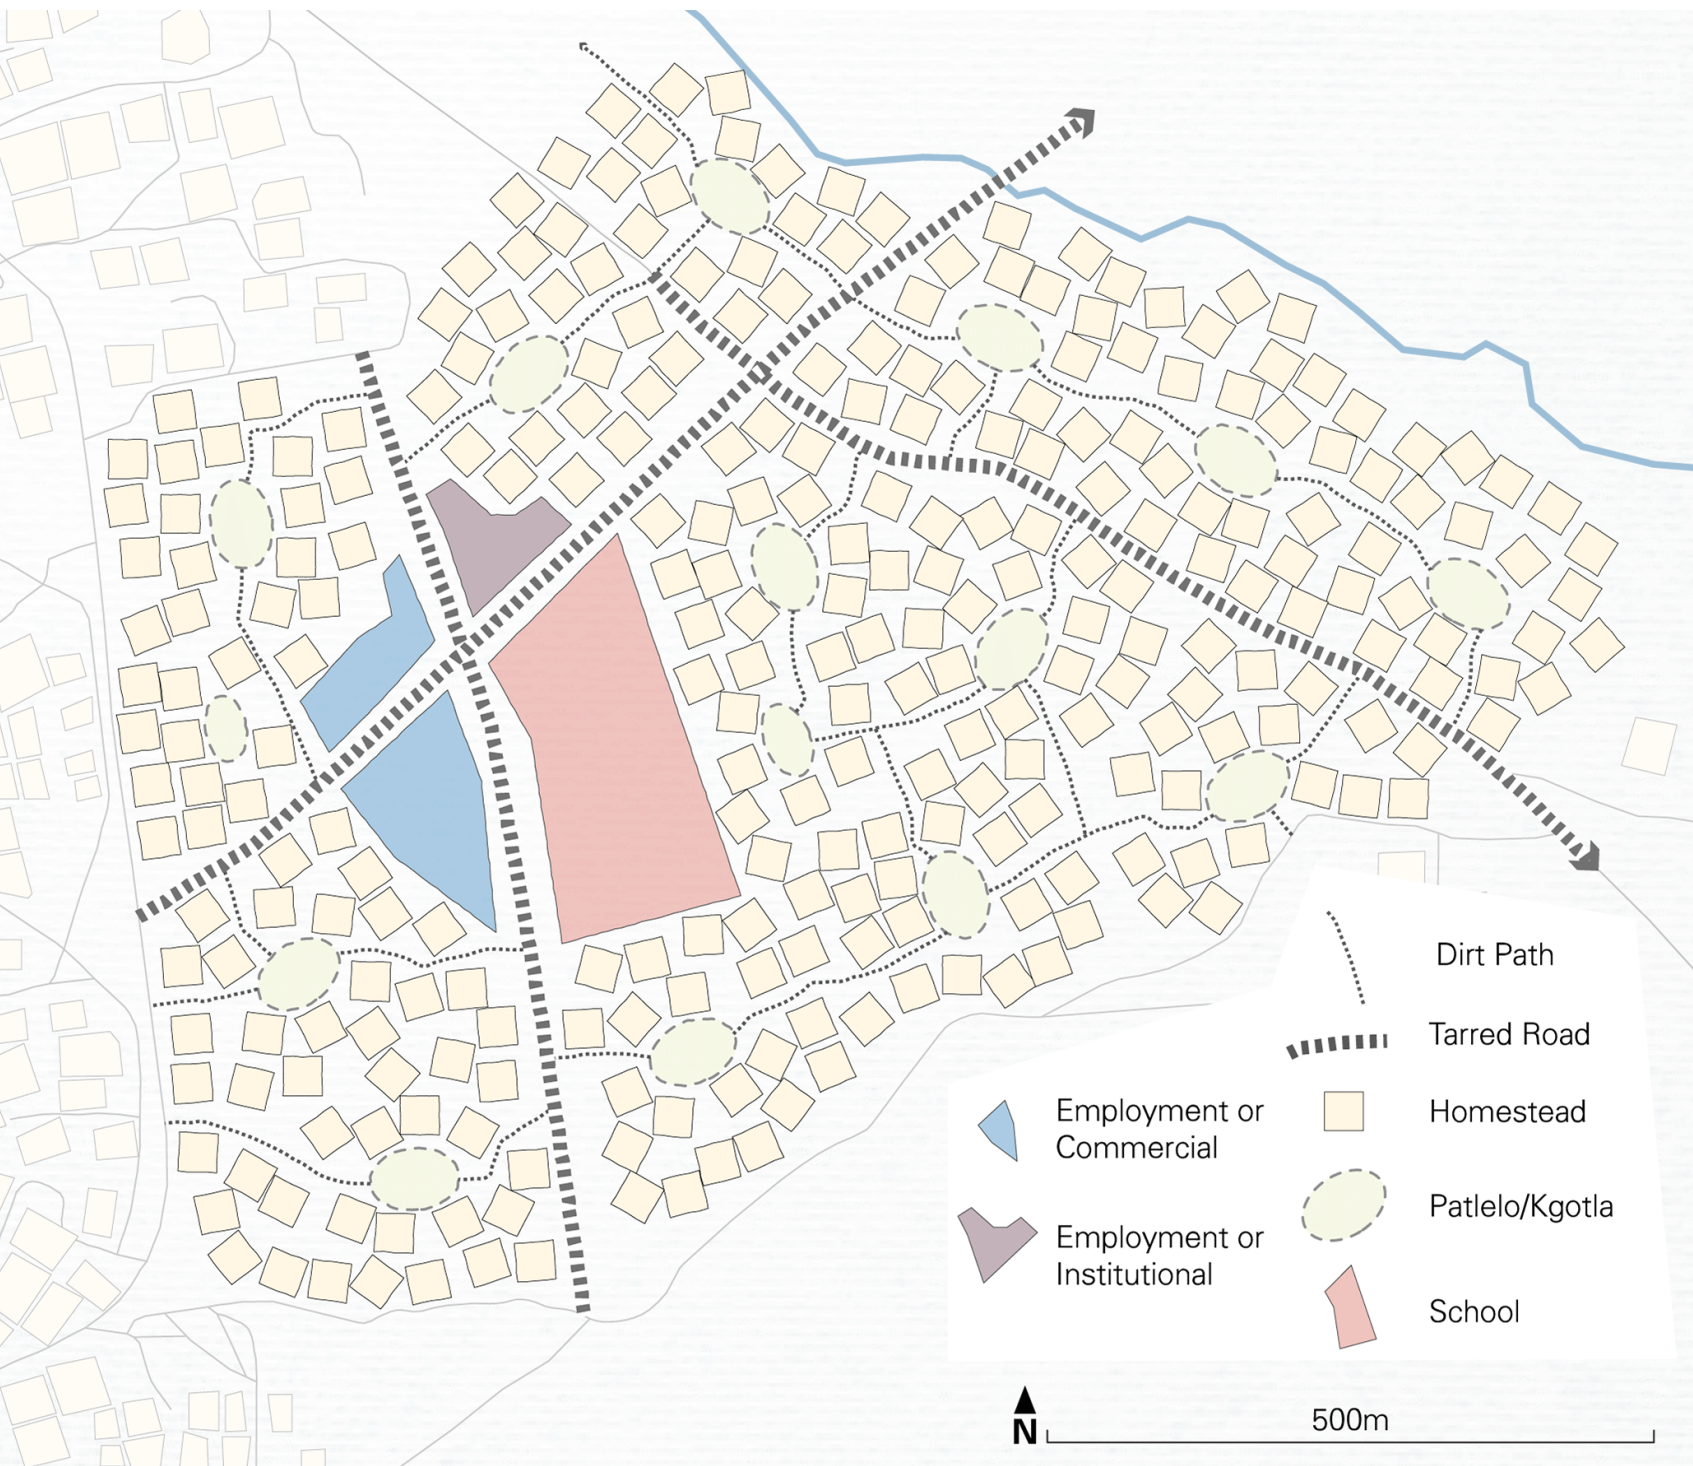 Dirt Path
Tarred Road
Employment or
Commercial
Homestead
Employment or
Institutional
Patlelo/Kgotla
School
N
500m